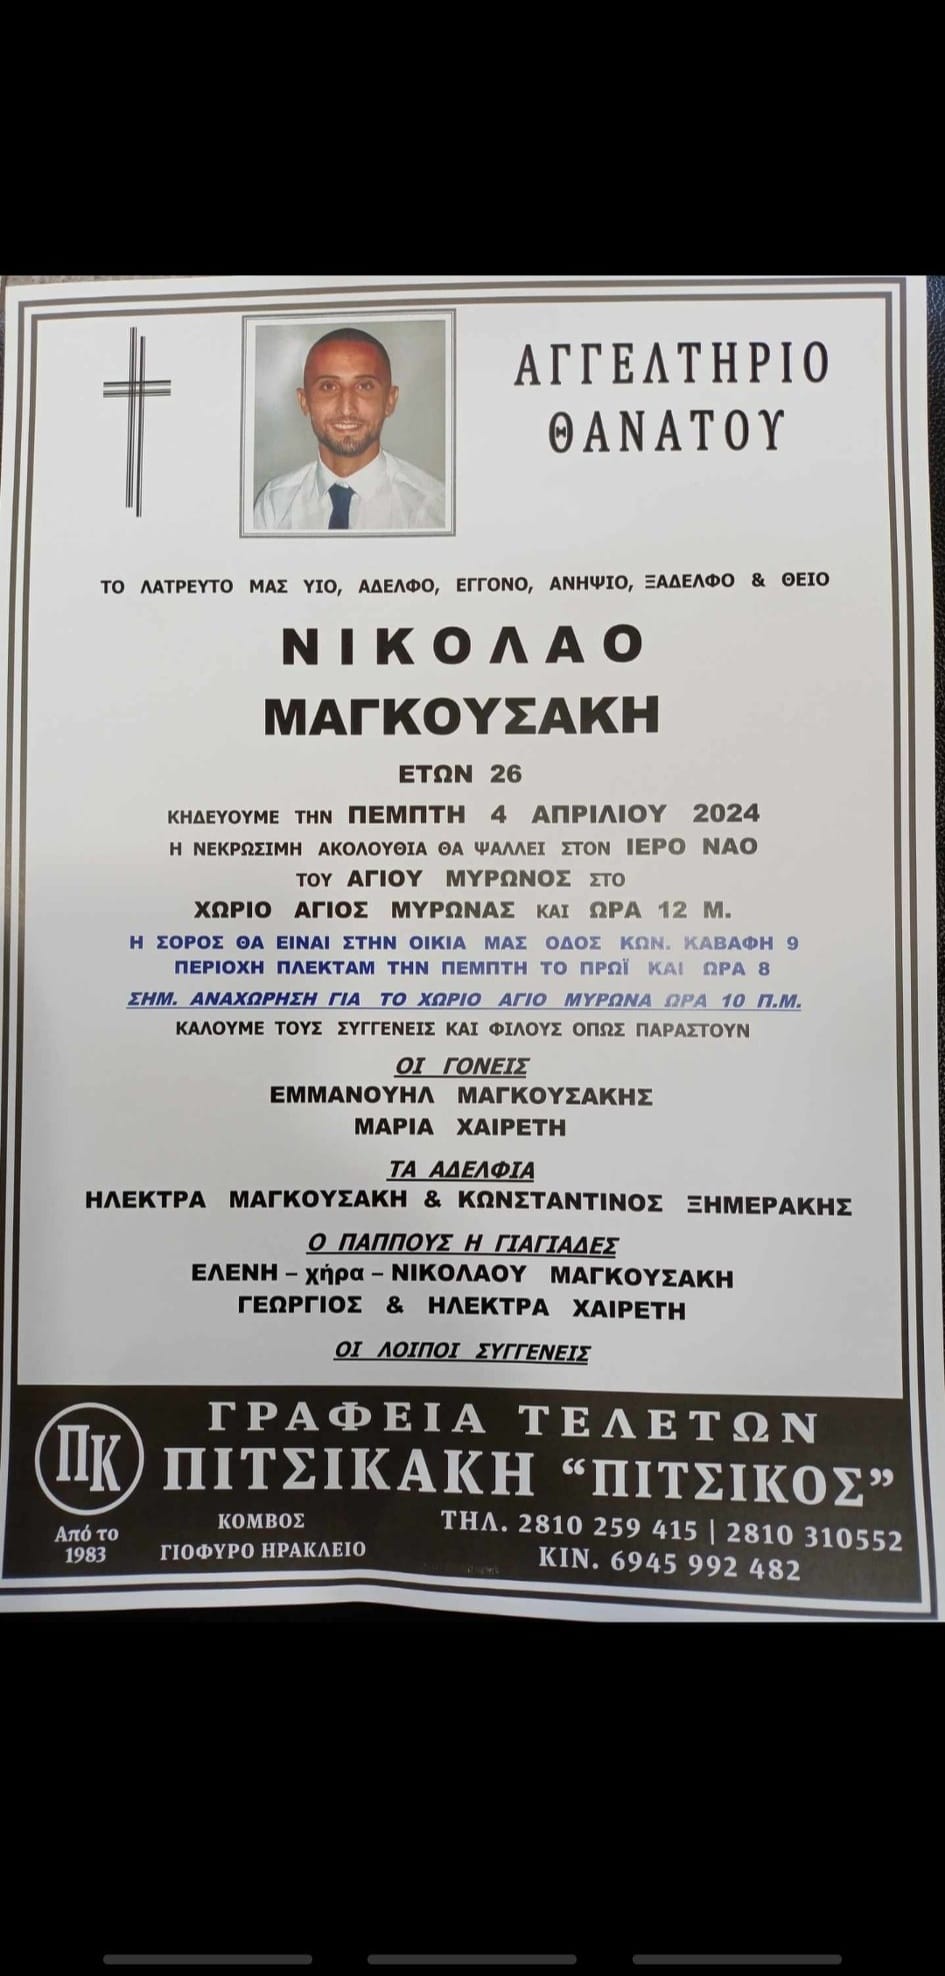 ΑΓΓΕΛΤΗΡΙΟ
ΘΑΝΑΤΟΥ
ΤΟ ΛΑΤΡΕΥΤΟ ΜΑΣ ΥΙΟ, ΑΔΕΛΦΟ, ΕΓΓΟΝΟ, ΑΝΗΨΙΟ, ΞΑΔΕΛΦΟ & ΘΕΙΟ
ΝΙΚΟΛΑΟ
ΜΑΓΚΟΥΣΑΚΗ
ΕΤΩΝ 26
ΚΗΔΕΥΟΥΜΕ ΤΗΝ ΠΕΜΠΤΗ 4 ΑΠΡΙΛΙΟΥ 2024
Η ΝΕΚΡΩΣΙΜΗ ΑΚΟΛΟΥΘΙΑ ΘΑ ΨΑΛΛΕΙ ΣΤΟΝ ΙΕΡΟ ΝΑΟ
ΤΟΥ ΑΓΙΟΥ ΜΥΡΩΝΟΣ ΣΤΟ
ΧΩΡΙΟ ΑΓΙΟΣ ΜΥΡΩΝΑΣ ΚΑΙ ΩΡΑ 12 Μ.
Η ΣΟΡΟΣ ΘΑ ΕΙΝΑΙ ΣΤΗΝ ΟΙΚΙΑ ΜΑΣ ΟΔΟΣ ΚΩΝ. ΚΑΒΑΦΗ 9
ΠΕΡΙΟΧΗ ΠΛΕΚΤΑΜ ΤΗΝ ΠΕΜΠΤΗ ΤΟ ΠΡΩΪ ΚΑΙ ΩΡΑ 8
ΣΗΜ. ΑΝΑΧΩΡΗΣΗ ΓΙΑ ΤΟ ΧΩΡΙΟ ΑΓΙΟ ΜΥΡΩΝΑ ΩΡΑ 10 Π.Μ.
ΚΑΛΟΥΜΕ ΤΟΥΣ ΣΥΓΓΕΝΕΙΣ ΚΑΙ ΦΙΛΟΥΣ ΟΠΩΣ ΠΑΡΑΣΤΟΥΝ
ΟΙ ΓΟΝΕΙΣ
ΕΜΜΑΝΟΥΗΛ ΜΑΓΚΟΥΣΑΚΗΣ
ΜΑΡΙΑ ΧΑΙΡΕΤΗ
ΤΑ ΑΔΕΛΦΙΑ
ΗΛΕΚΤΡΑ ΜΑΓΚΟΥΣΑΚΗ & ΚΩΝΣΤΑΝΤΙΝΟΣ ΞΗΜΕΡΑΚΗΣ
Ο ΠΑΠΠΟΥΣ Η ΓΙΑΓΙΑΔΕΣ
ΕΛΕΝΗ – χήρα – ΝΙΚΟΛΑΟΥ ΜΑΓΚΟΥΣΑΚΗ
ΓΕΩΡΓΙΟΣ & ΗΛΕΚΤΡΑ ΧΑΙΡΕΤΗ
ΟΙ ΛΟΙΠΟΙ ΣΥΓΓΕΝΕΙΣ
ΓΡΑΦΕΙΑ ΤΕΛΕΤΩΝ
ΠΚ ΠΙΤΣΙΚΑΚΗ “ΠΙΤΣΙΚΟΣ”
Από το
1983
ΚΟΜΒΟΣ
ΓΙΟΦΥΡΟ ΗΡΑΚΛΕΙΟ
ΤΗΛ. 2810 259 415 | 2810 310552
ΚΙΝ. 6945 992 482